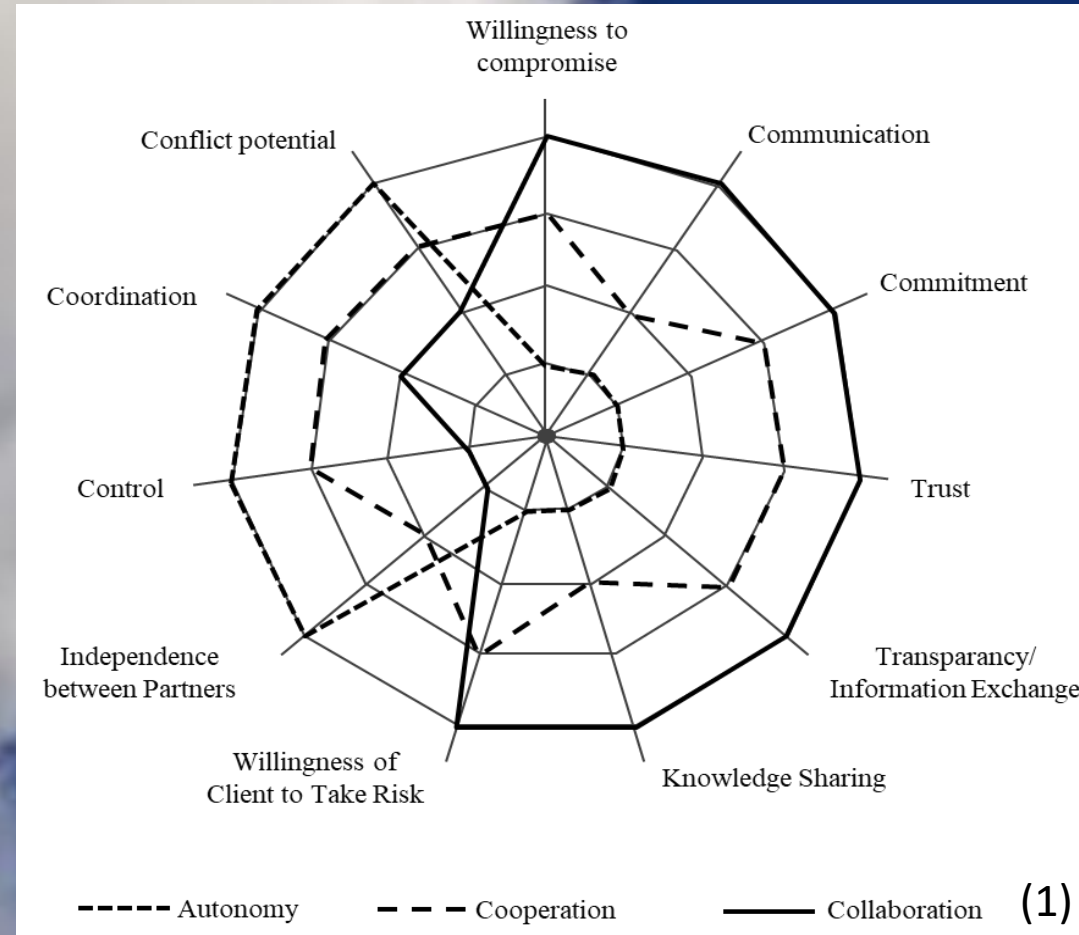 Willingness to
compromise
Communication
Commitment
Trust
Transparancy/
Information Exchange
Knowledge Sharing
Willingness of
Client to Take Risk
Independence
between Partners
Control
Coordination
Conflict potential
Autonomy
Cooperation
Collaboration
(1)